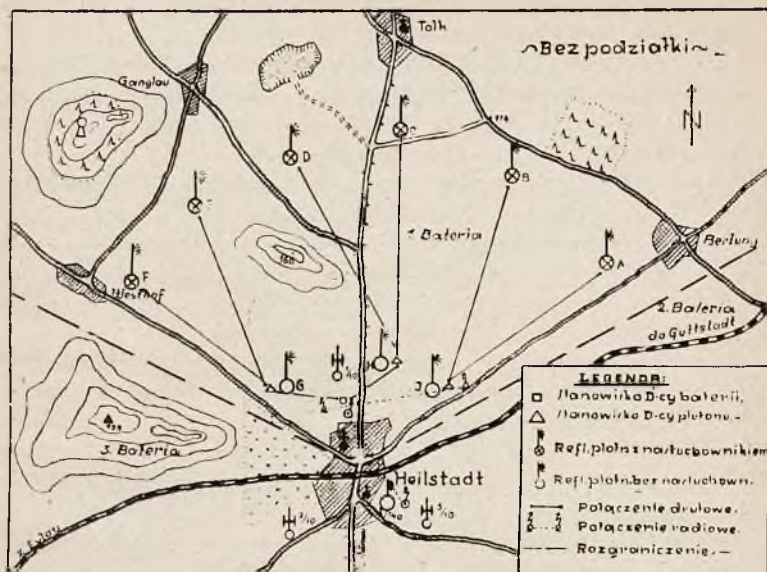 Tolk
~Bez podziałki~
Ganglau
N
C
D
B
1. Bateria
Berlung
A
F
Westhof
2. Bateria
do Guttstadt
G
J
3. Bateria
Heilstadt
LEGENDA:
Stanowisko D-cy baterii,
Stanowisko D-cy plutonu.-
Refl. plotn. z nasłuchownikiem
Refl. plotn. bez nasłuchown.
Połączenie drutowe.
Połączenie radiowe.
Rozgraniczenie.-